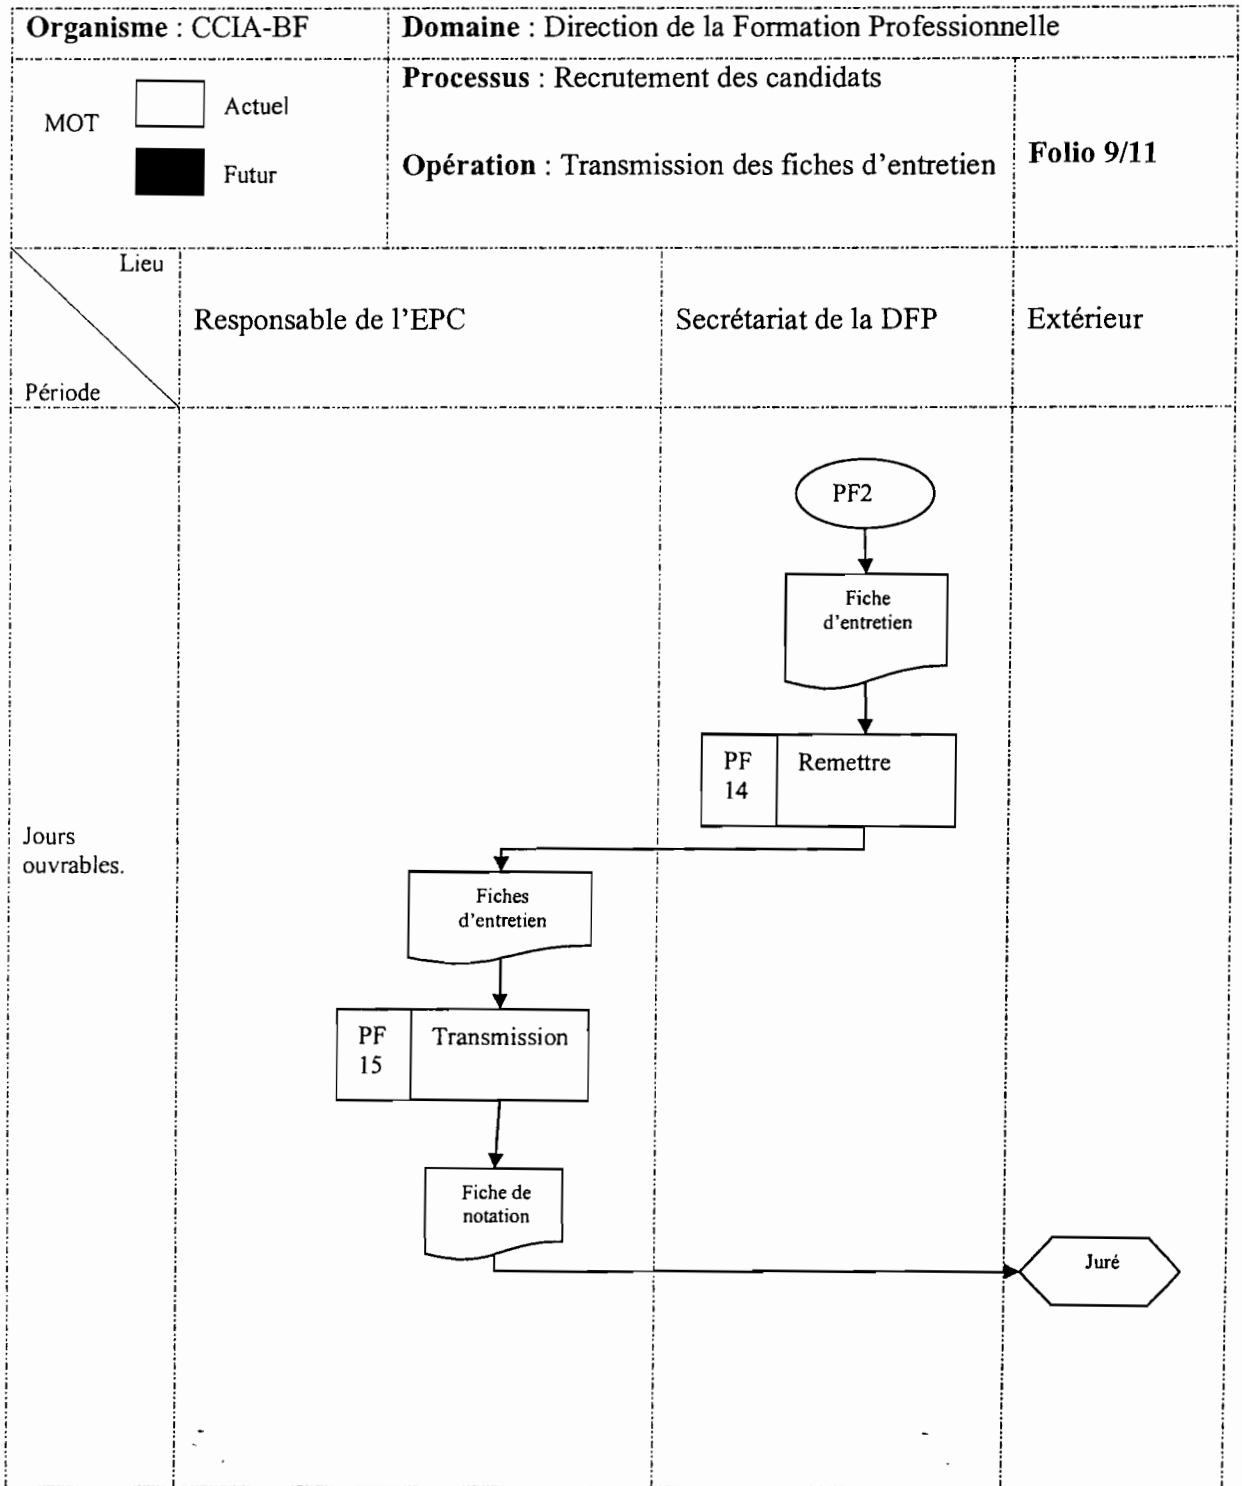 Organisme : CCIA-BF
Domaine : Direction de la Formation Professionnelle
MOT
Actuel
Futur
Processus : Recrutement des candidats
Opération : Transmission des fiches d'entretien
Folio 9/11
Lieu
Période
Responsable de l'EPC
Secrétariat de la DFP
Extérieur
Jours
ouvrables.
PF2
Fiche
d'entretien
PF
14
Remettre
Fiches
d'entretien
PF
15
Transmission
Fiche de
notation
Juré